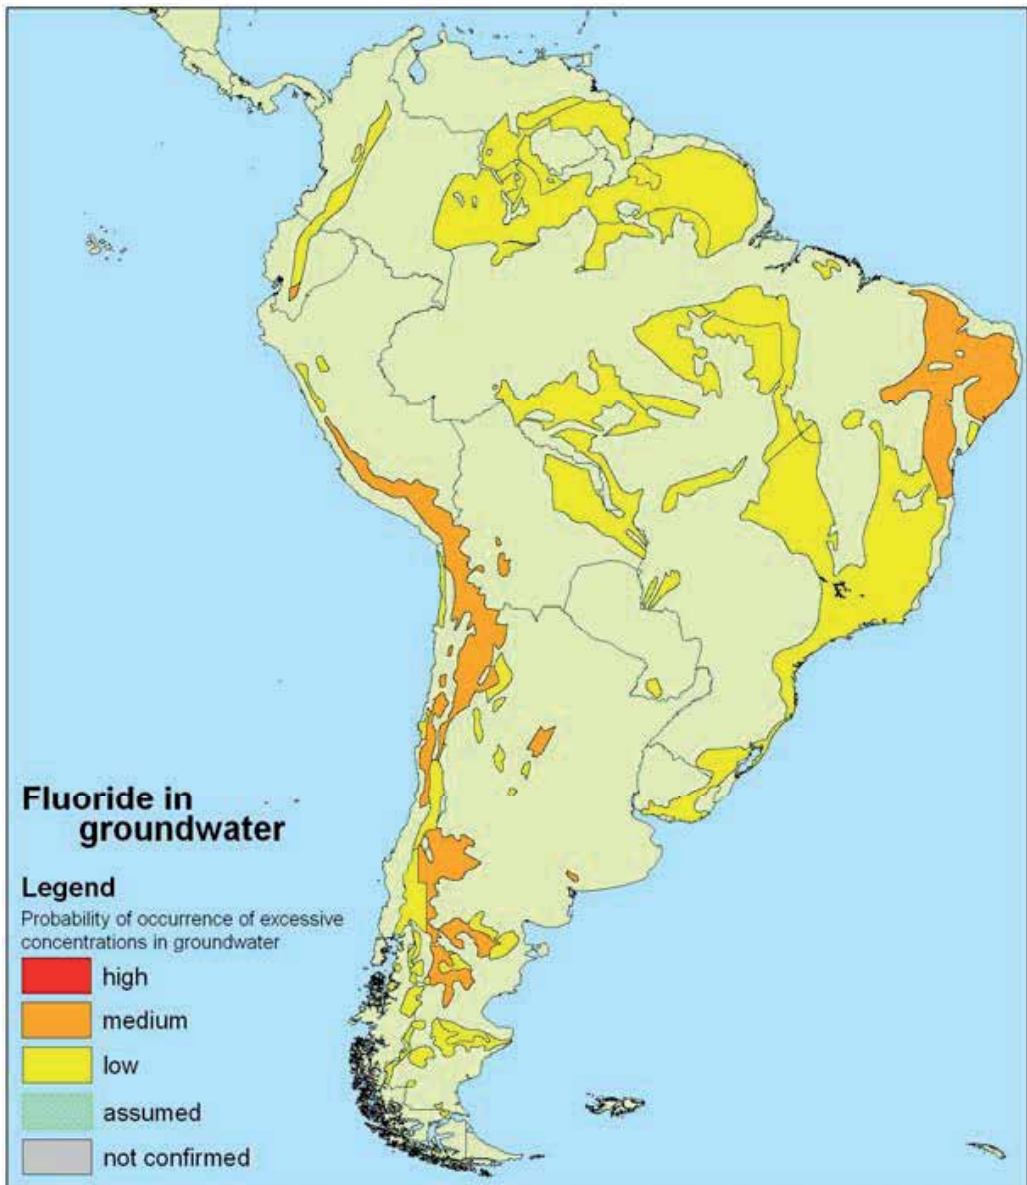 Fluoride in
groundwater
Legend
Probability of occurrence of excessive
concentrations in groundwater
high
medium
low
assumed
not confirmed